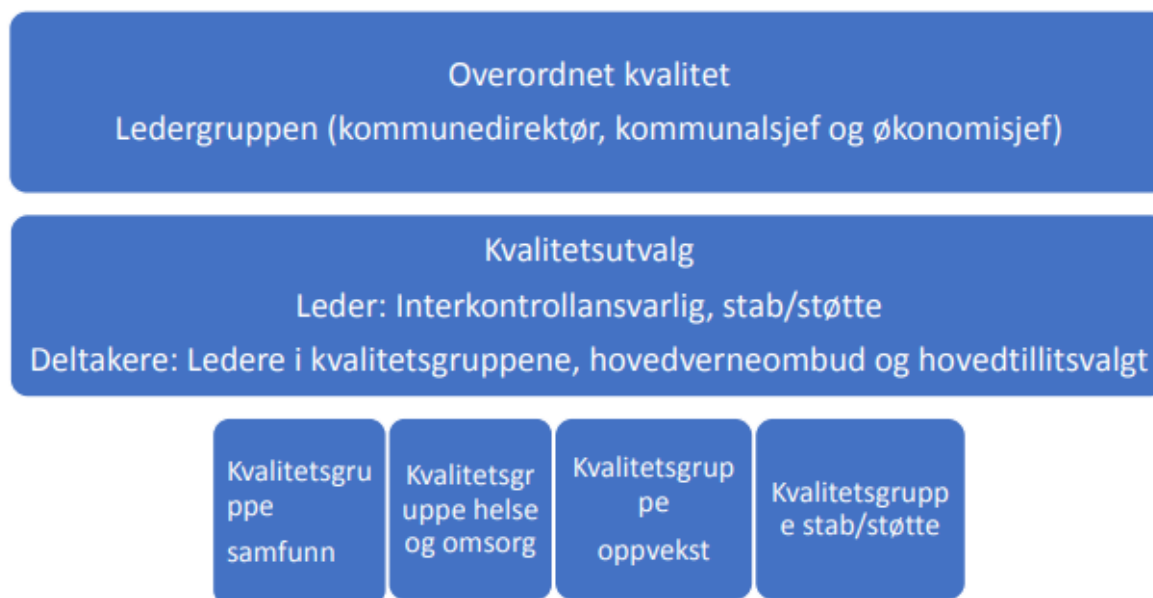 Overordnet kvalitet
Ledergruppen (kommunedirektør, kommunalsjef og økonomisjef)
Kvalitetsutvalg
Leder: Interkontrollansvarlig, stab/støtte
Deltakere: Ledere i kvalitetsgruppene, hovedverneombud og hovedtillitsvalgt
Kvalitetsgru
ppe
samfunn
Kvalitetsgr
uppe helse
og omsorg
Kvalitetsgrup
pe
oppvekst
Kvalitetsgrupp
e stab/støtte